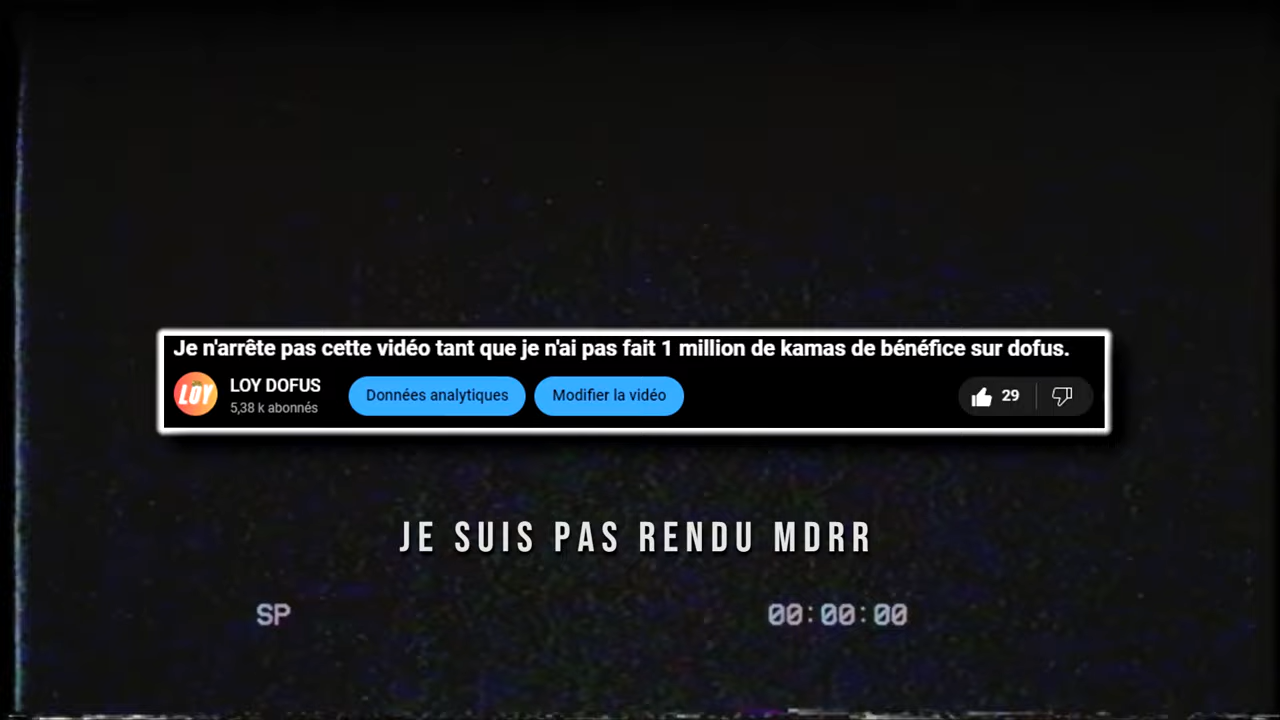 Je n'arrête pas cette vidéo tant que je n'ai pas fait 1 million de kamas de bénéfice sur dofus.
LOY
LOY DOFUS
5,38 k abonnés
Données analytiques
Modifier la vidéo
29
JE SUIS PAS RENDU MDRR
SP
00:00:00